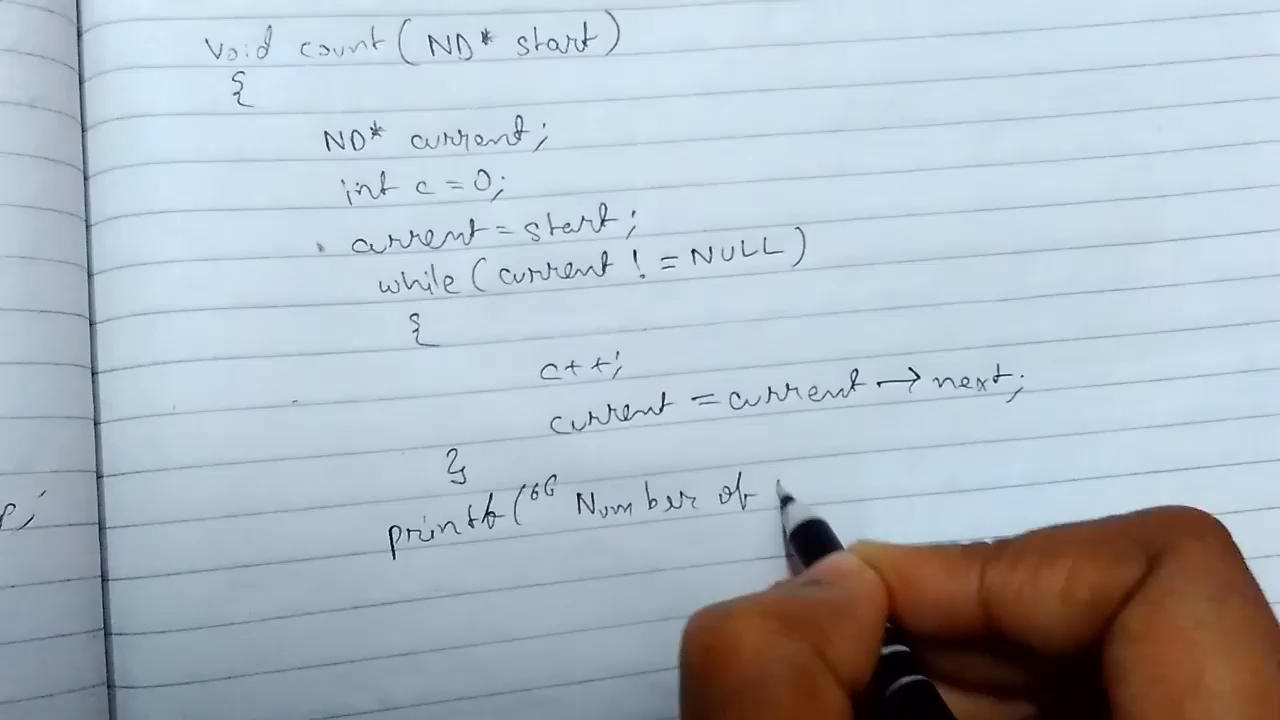 void count (ND* start)
{
ND* current;
int c = 0;
current = start;
while (current != NULL)
{
c++;
current = current → next;
}
printf (“ Number of